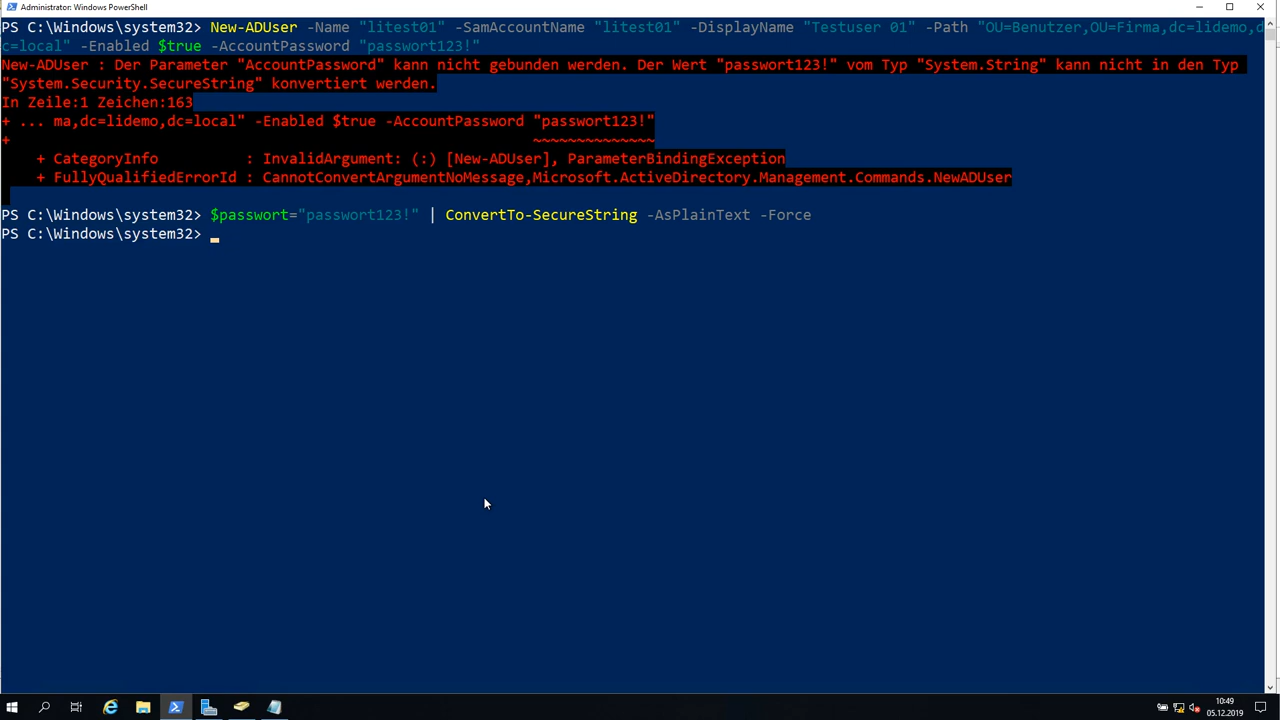 Administrator: Windows PowerShell
PS C:\Windows\system32> New-ADUser -Name "litest01" -SamAccountName "litest01" -DisplayName "Testuser 01" -Path "OU=Benutzer,OU=Firma,dc=lidemo,d
c=local" -Enabled $true -AccountPassword "passwort123!"
New-ADUser : Der Parameter "AccountPassword" kann nicht gebunden werden. Der Wert "passwort123!" vom Typ "System.String" kann nicht in den Typ
"System.Security.SecureString" konvertiert werden.
In Zeile:1 Zeichen:163
+ ... ma,dc=lidemo,dc=local" -Enabled $true -AccountPassword "passwort123!"
+                                                             ~~~~~~~~~~~~~~
    + CategoryInfo          : InvalidArgument: (:) [New-ADUser], ParameterBindingException
    + FullyQualifiedErrorId : CannotConvertArgumentNoMessage,Microsoft.ActiveDirectory.Management.Commands.NewADUser
PS C:\Windows\system32> $passwort="passwort123!" | ConvertTo-SecureString -AsPlainText -Force
PS C:\Windows\system32>
10:49
05.12.2019